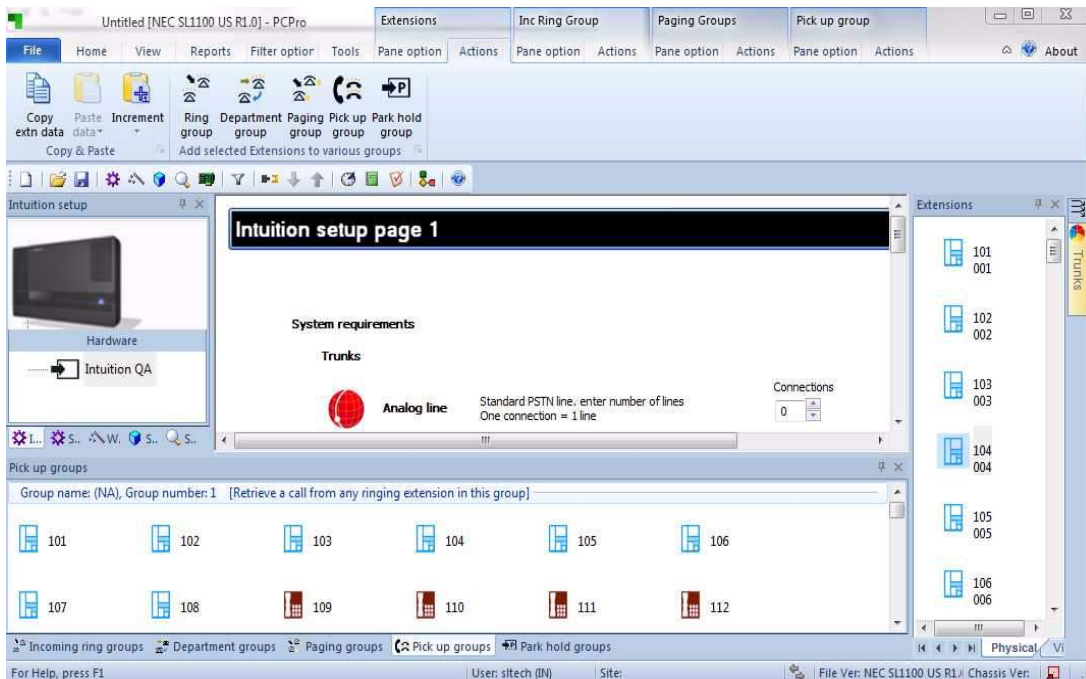 Untitled [NEC SL1100 US R1.0] - PCPro
Extensions
Inc Ring Group
Paging Groups
Pick up group
File
Home
View
Reports
Filter option
Tools
Pane option
Actions
Pane option
Actions
Pane option
Actions
Pane option
Actions
About
Copy extn data
Paste data
Increment
Ring group
Department group
Paging group
Pick up group
Park hold group
Copy & Paste
Add selected Extensions to various groups
Intuition setup
Hardware
Intuition QA
I...
S..
W.
S..
S..
Intuition setup page 1
System requirements
Trunks
Analog line
Standard PSTN line. enter number of lines
One connection = 1 line
Connections
0
Extensions
101
001
102
002
103
003
104
004
105
005
106
006
Physical
Vi
Trunks
Pick up groups
Group name: (NA), Group number: 1 [Retrieve a call from any ringing extension in this group]
101
102
103
104
105
106
107
108
109
110
111
112
Incoming ring groups
Department groups
Paging groups
Pick up groups
Park hold groups
For Help, press F1
User: sltech (IN)
Site:
File Ver: NEC SL1100 US R1.
Chassis Ver: